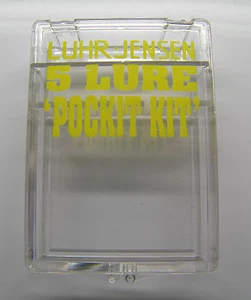 LUHR JENSEN
5 LURE
'POCKIT KIT'